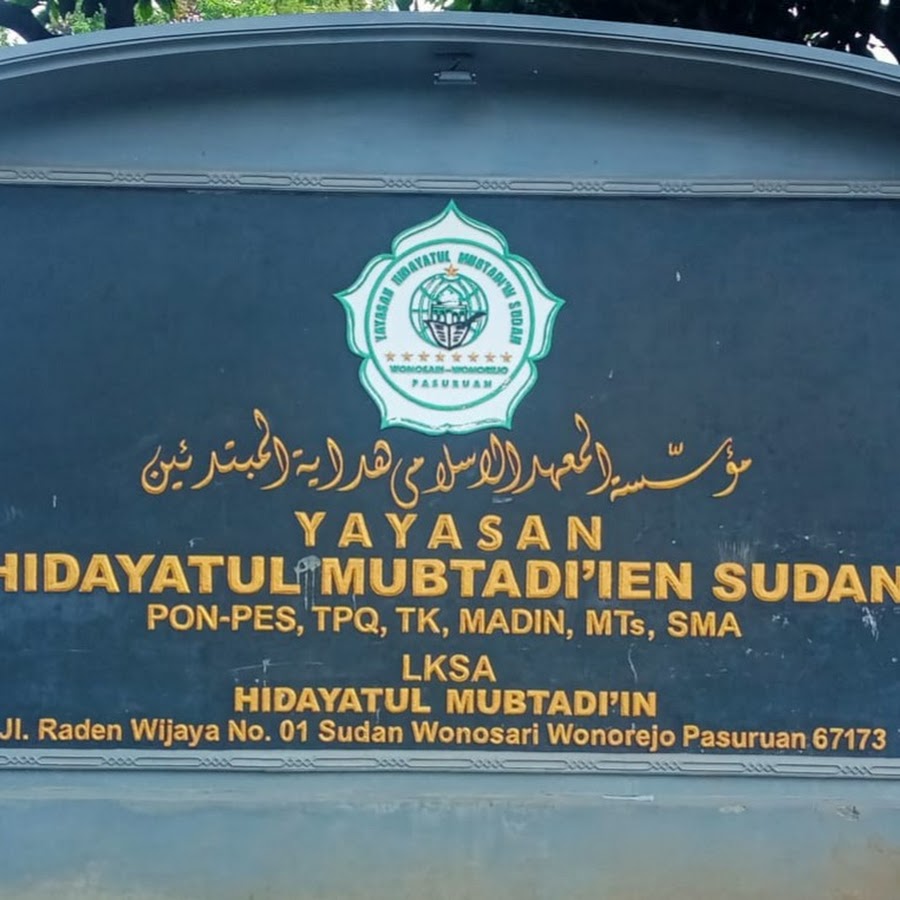 YAYASAN HIDAYATUL MUBTADI'IN SUDAN
WONOSARI-WONOREJO
PASURUAN
مؤسّسة المعهد الاسلامي هداية المبتدئين
YAYASAN
HIDAYATUL MUBTADI'IEN SUDAN
PON-PES, TPQ, TK, MADIN, MTs, SMA
LKSA
HIDAYATUL MUBTADI'IN
Jl. Raden Wijaya No. 01 Sudan Wonosari Wonorejo Pasuruan 67173